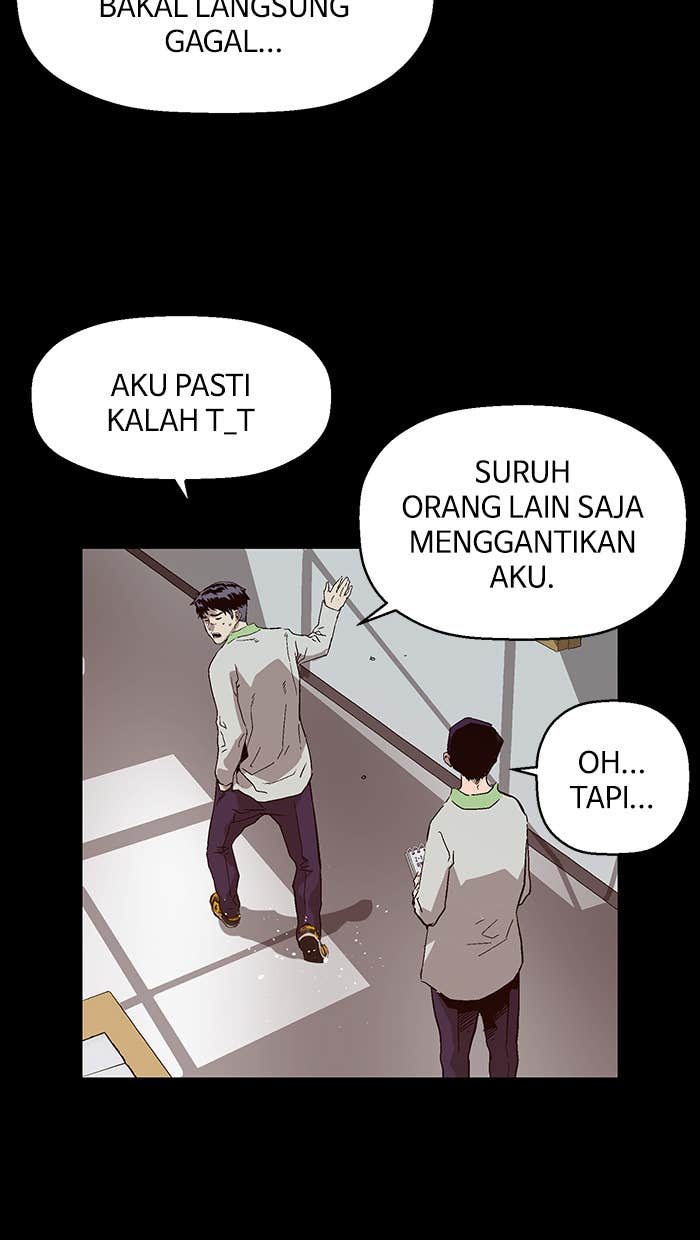 BAKAL LANGSUNG
GAGAL...
AKU PASTI
KALAH T_T
SURUH
ORANG LAIN SAJA
MENGGANTIKAN
AKU.
OH...
TAPI...